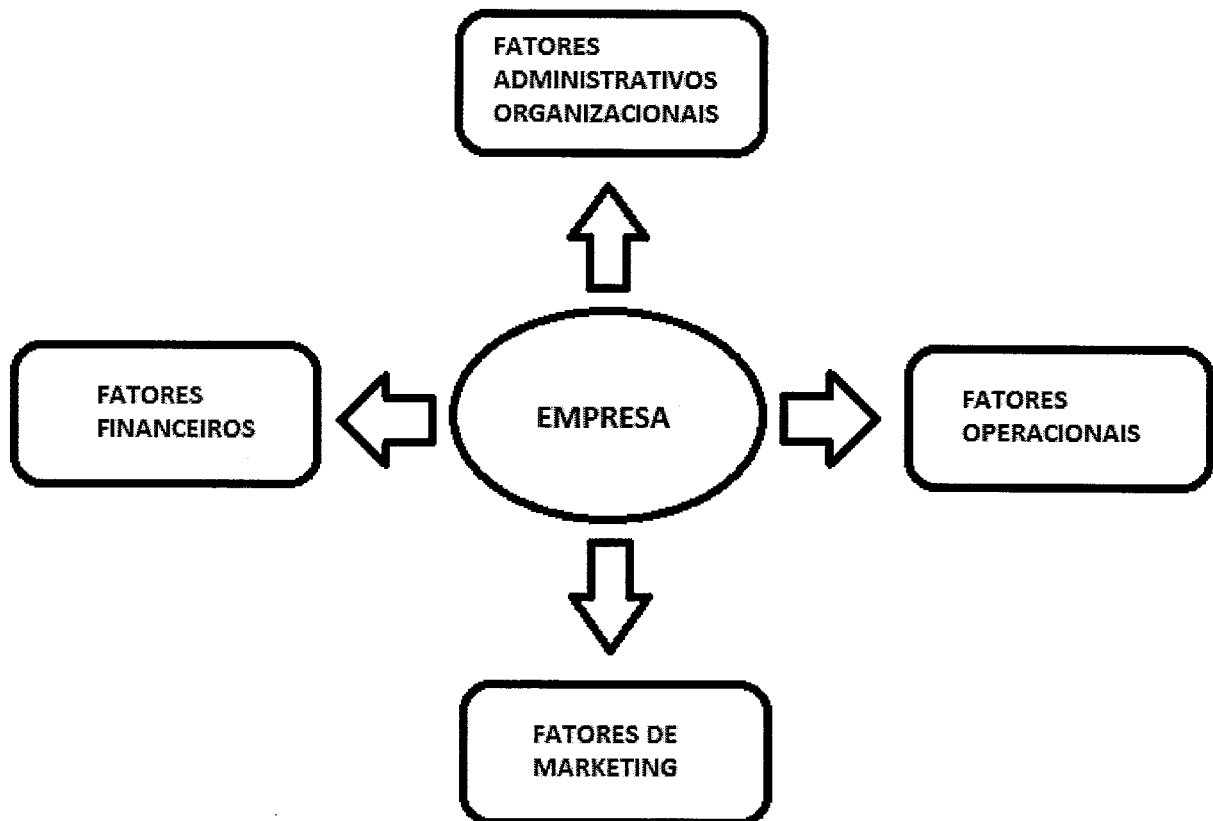 FATORES
ADMINISTRATIVOS
ORGANIZACIONAIS
FATORES
FINANCEIROS
EMPRESA
FATORES
OPERACIONAIS
FATORES DE
MARKETING